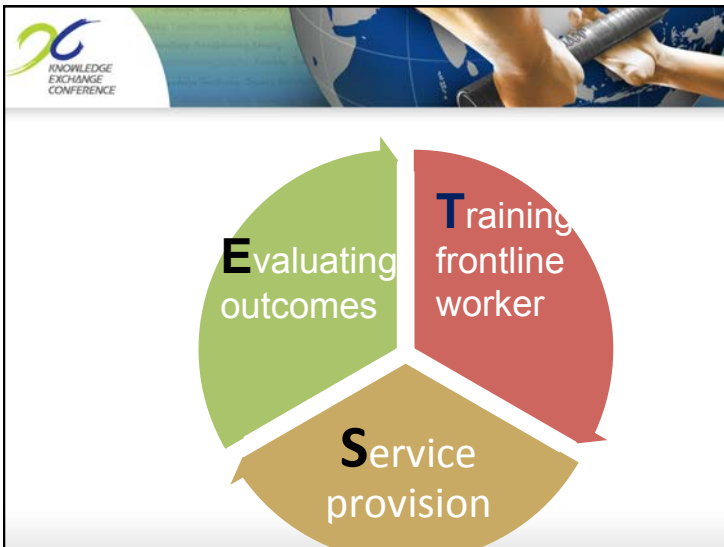 KNOWLEDGE
EXCHANGE
CONFERENCE
Evaluating
outcomes
Training
frontline
worker
Service
provision